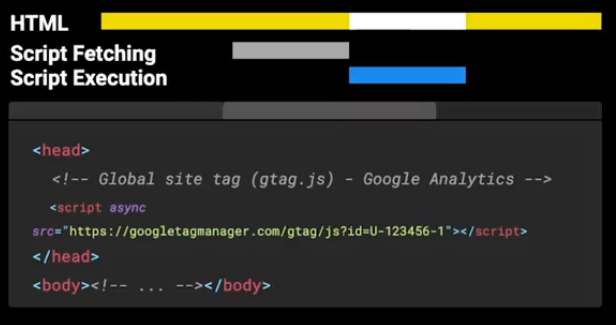 HTML
Script Fetching
Script Execution
<head>
<!-- Global site tag (gtag.js) - Google Analytics -->
<script async
src="https://googletagmanager.com/gtag/js?id=U-123456-1"></script>
</head>
<body><!-- ... --></body>